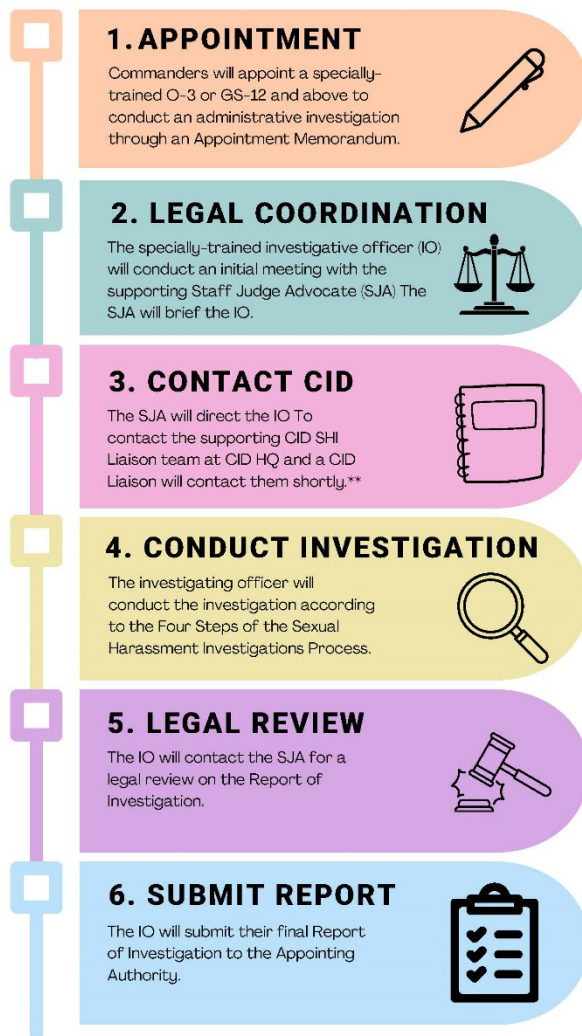 1. APPOINTMENT
Commanders will appoint a specially-
trained O-3 or GS-12 and above to
conduct an administrative investigation
through an Appointment Memorandum.
2. LEGAL COORDINATION
The specially-trained investigative officer (IO)
will conduct an initial meeting with the
supporting Staff Judge Advocate (SJA) The
SJA will brief the IO.
3. CONTACT CID
The SJA will direct the IO To
contact the supporting CID SHI
Liaison team at CID HQ and a CID
Liaison will contact them shortly.**
4. CONDUCT INVESTIGATION
The investigating officer will
conduct the investigation according
to the Four Steps of the Sexual
Harassment Investigations Process.
5. LEGAL REVIEW
The IO will contact the SJA for a
legal review on the Report of
Investigation.
6. SUBMIT REPORT
The IO will submit their final Report
of Investigation to the Appointing
Authority.